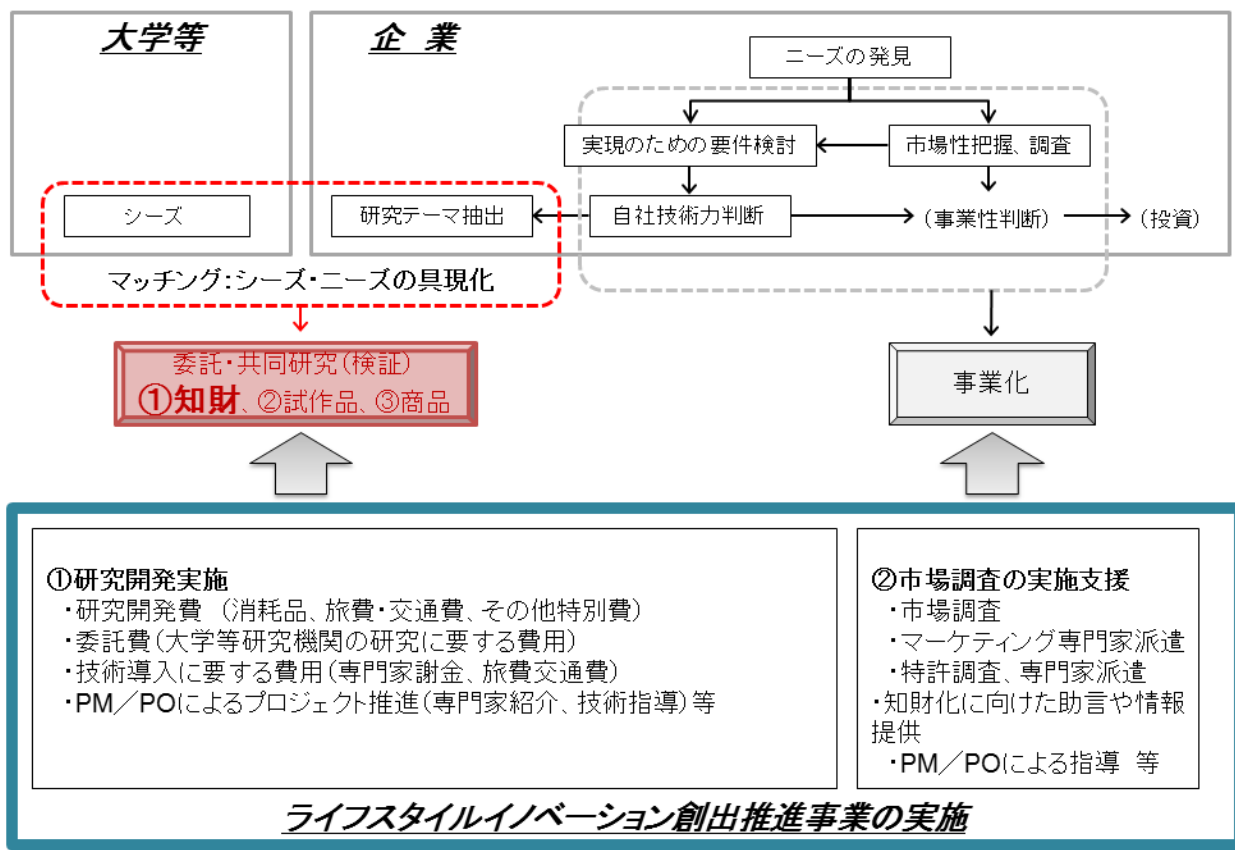 大学等
企 業
ニーズの発見
実現のための要件検討
市場性把握、調査
シーズ
研究テーマ抽出
自社技術力判断
(事業性判断)
(投資)
マッチング:シーズ・ニーズの具現化
委託・共同研究(検証)
①知財、②試作品、③商品
事業化
①研究開発実施
・研究開発費 (消耗品、旅費・交通費、その他特別費)
・委託費(大学等研究機関の研究に要する費用)
・技術導入に要する費用(専門家謝金、旅費交通費)
・PM/POによるプロジェクト推進(専門家紹介、技術指導)等
②市場調査の実施支援
・市場調査
・マーケティング専門家派遣
・特許調査、専門家派遣
・知財化に向けた助言や情報
提供
・PM/POによる指導 等
ライフスタイルイノベーション創出推進事業の実施